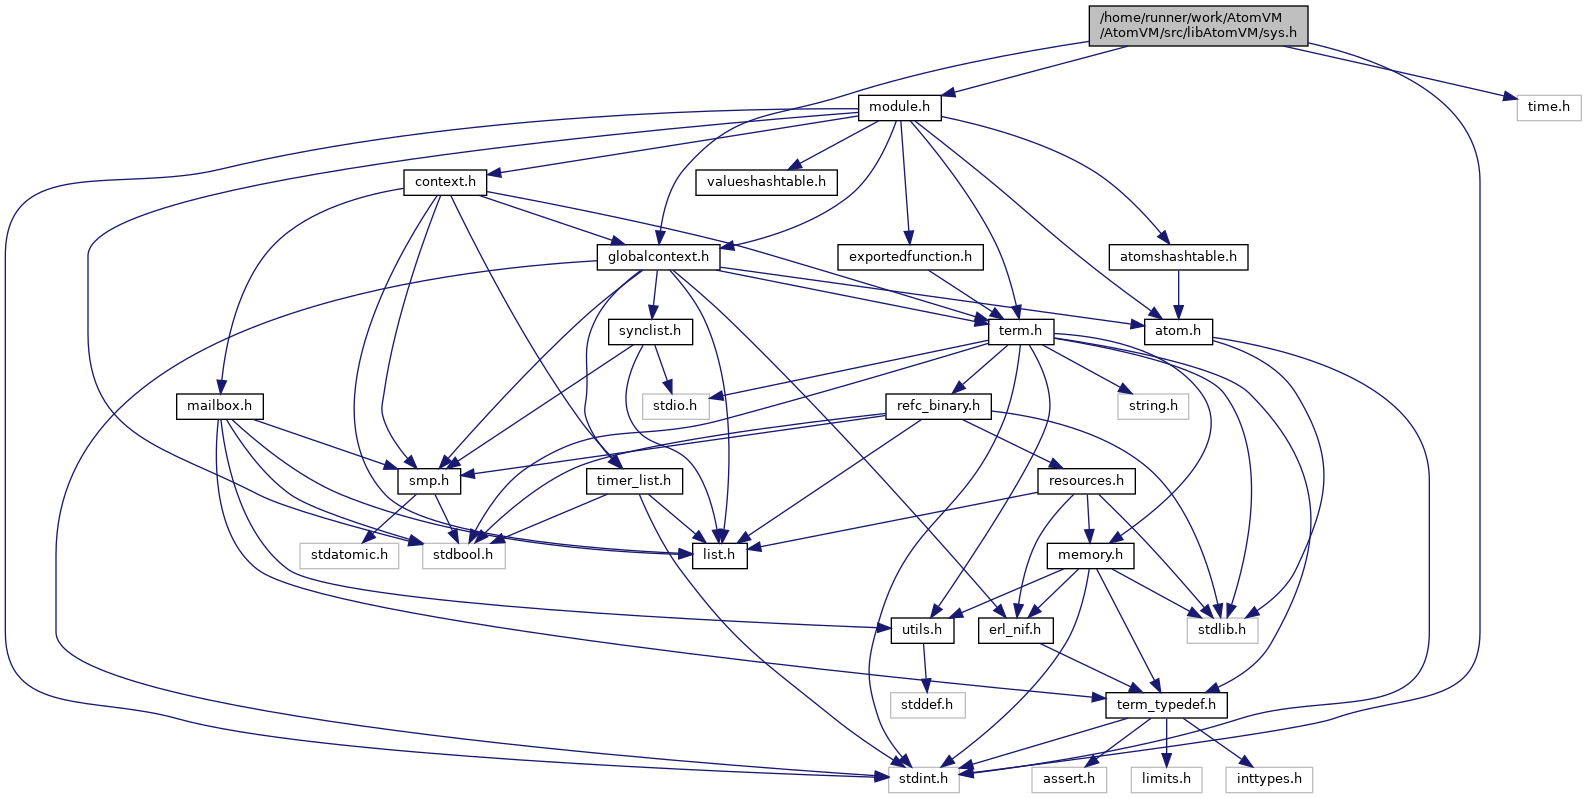 /home/runner/work/AtomVM
/AtomVM/src/libAtomVM/sys.h
module.h
time.h
context.h
valueshashtable.h
globalcontext.h
exportedfunction.h
atomshashtable.h
synclist.h
term.h
atom.h
mailbox.h
stdio.h
refc_binary.h
string.h
smp.h
timer_list.h
resources.h
stdatomic.h
stdbool.h
list.h
memory.h
utils.h
erl_nif.h
stdlib.h
stddef.h
term_typedef.h
stdint.h
assert.h
limits.h
inttypes.h